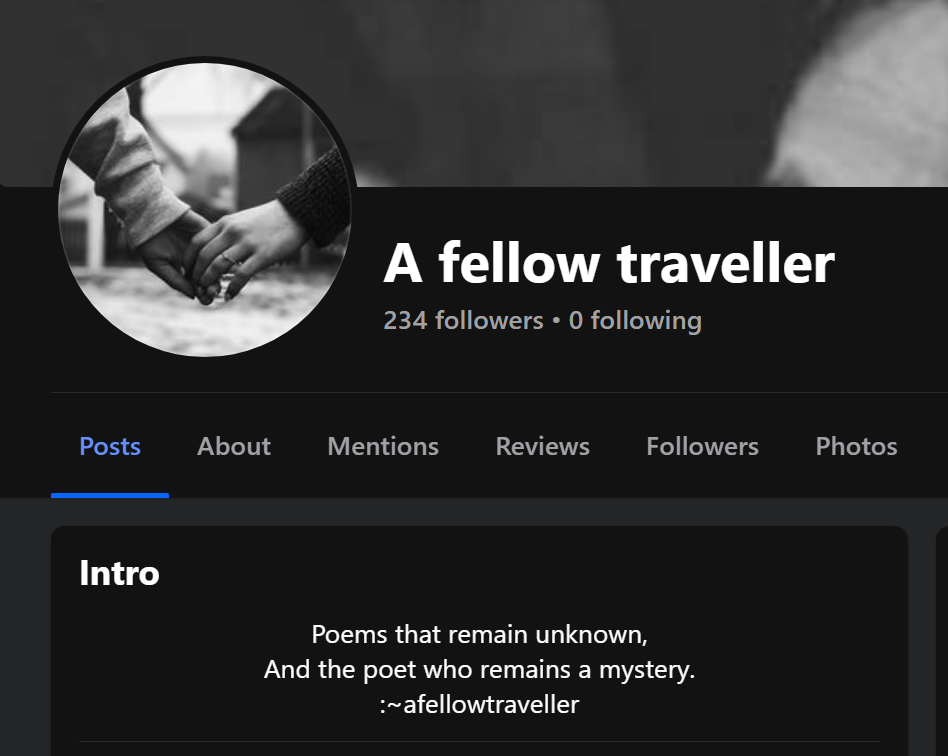 A fellow traveller
234 followers • 0 following
Posts About Mentions Reviews Followers Photos
Intro
Poems that remain unknown,
And the poet who remains a mystery.
:~afellowtraveller